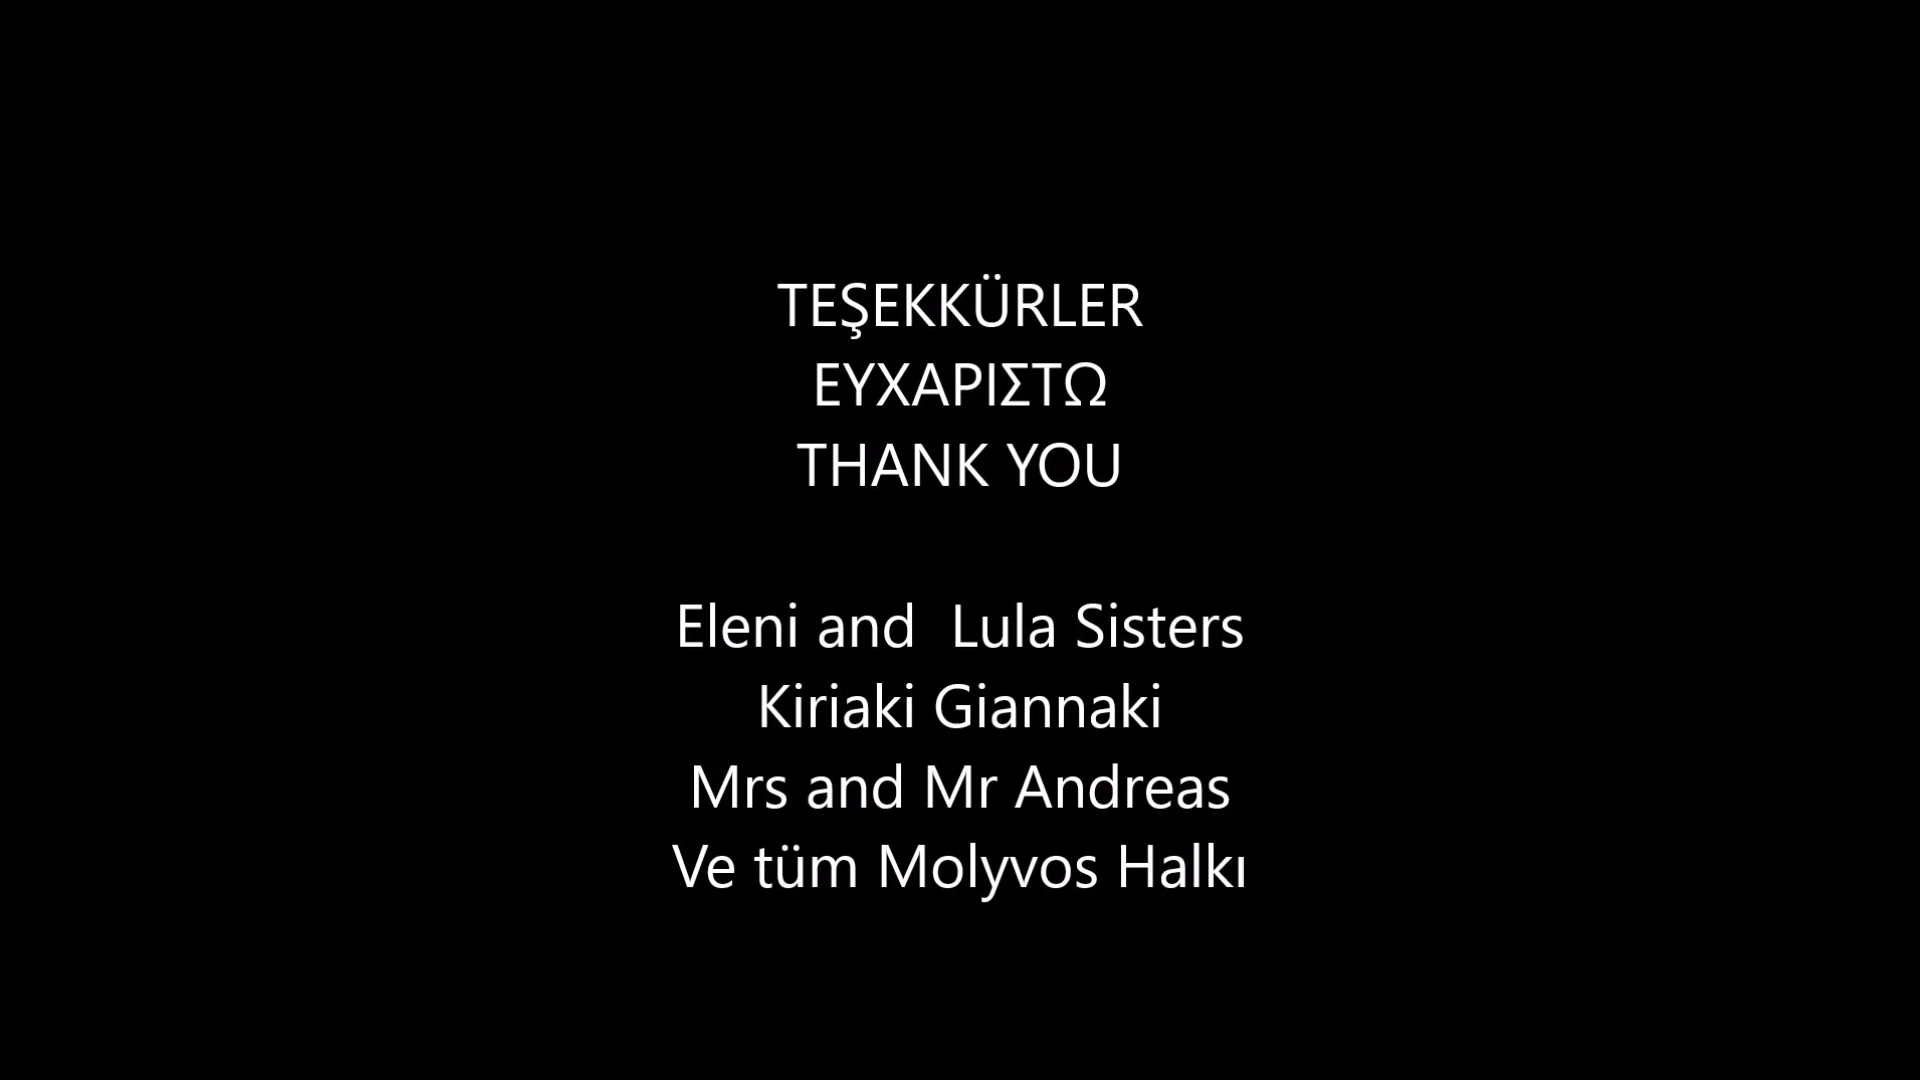 TEŞEKKÜRLER
ΕΥΧΑΡΙΣΤΩ
THANK YOU
Eleni and  Lula Sisters
Kiriaki Giannaki
Mrs and Mr Andreas
Ve tüm Molyvos Halkı